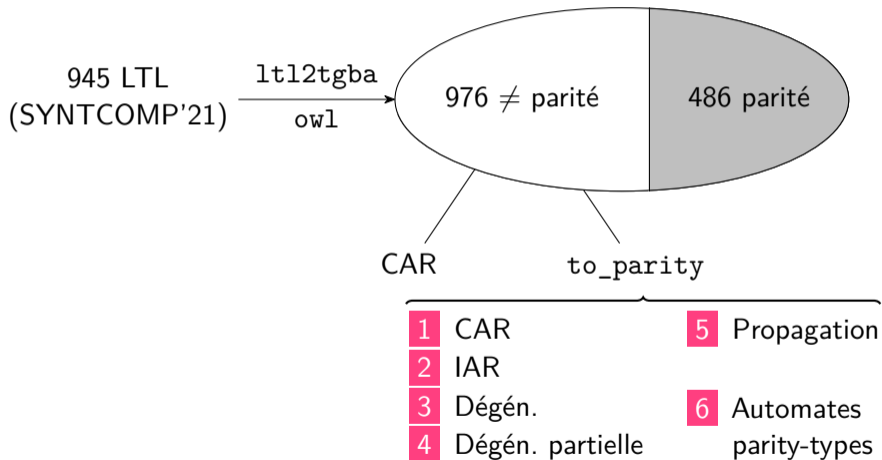 945 LTL
(SYNTCOMP'21)
ltl2tgba
owl
976 ≠ parité
486 parité
CAR
to_parity
1 CAR
2 IAR
3 Dégén.
4 Dégén. partielle
5 Propagation
6 Automates
parity-types